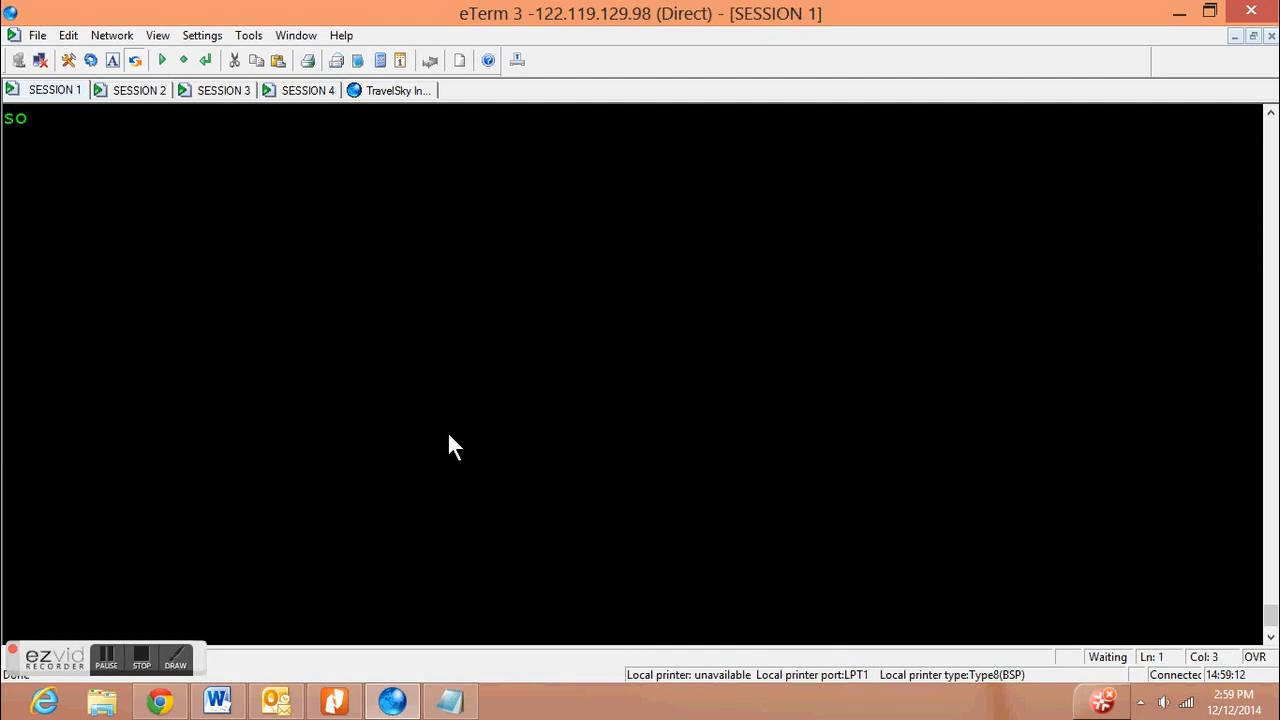 eTerm 3 -122.119.129.98 (Direct) - [SESSION 1]
File Edit Network View Settings Tools Window Help
SESSION 1 SESSION 2 SESSION 3 SESSION 4 TravelSky In...
so
ezvid
RECORDER
PAUSE STOP DRAW
Waiting Ln: 1 Col: 3 OVR
Done Local printer: unavailable Local printer port:LPT1 Local printer type:Type8(BSP) Connected 14:59:12
2:59 PM
12/12/2014